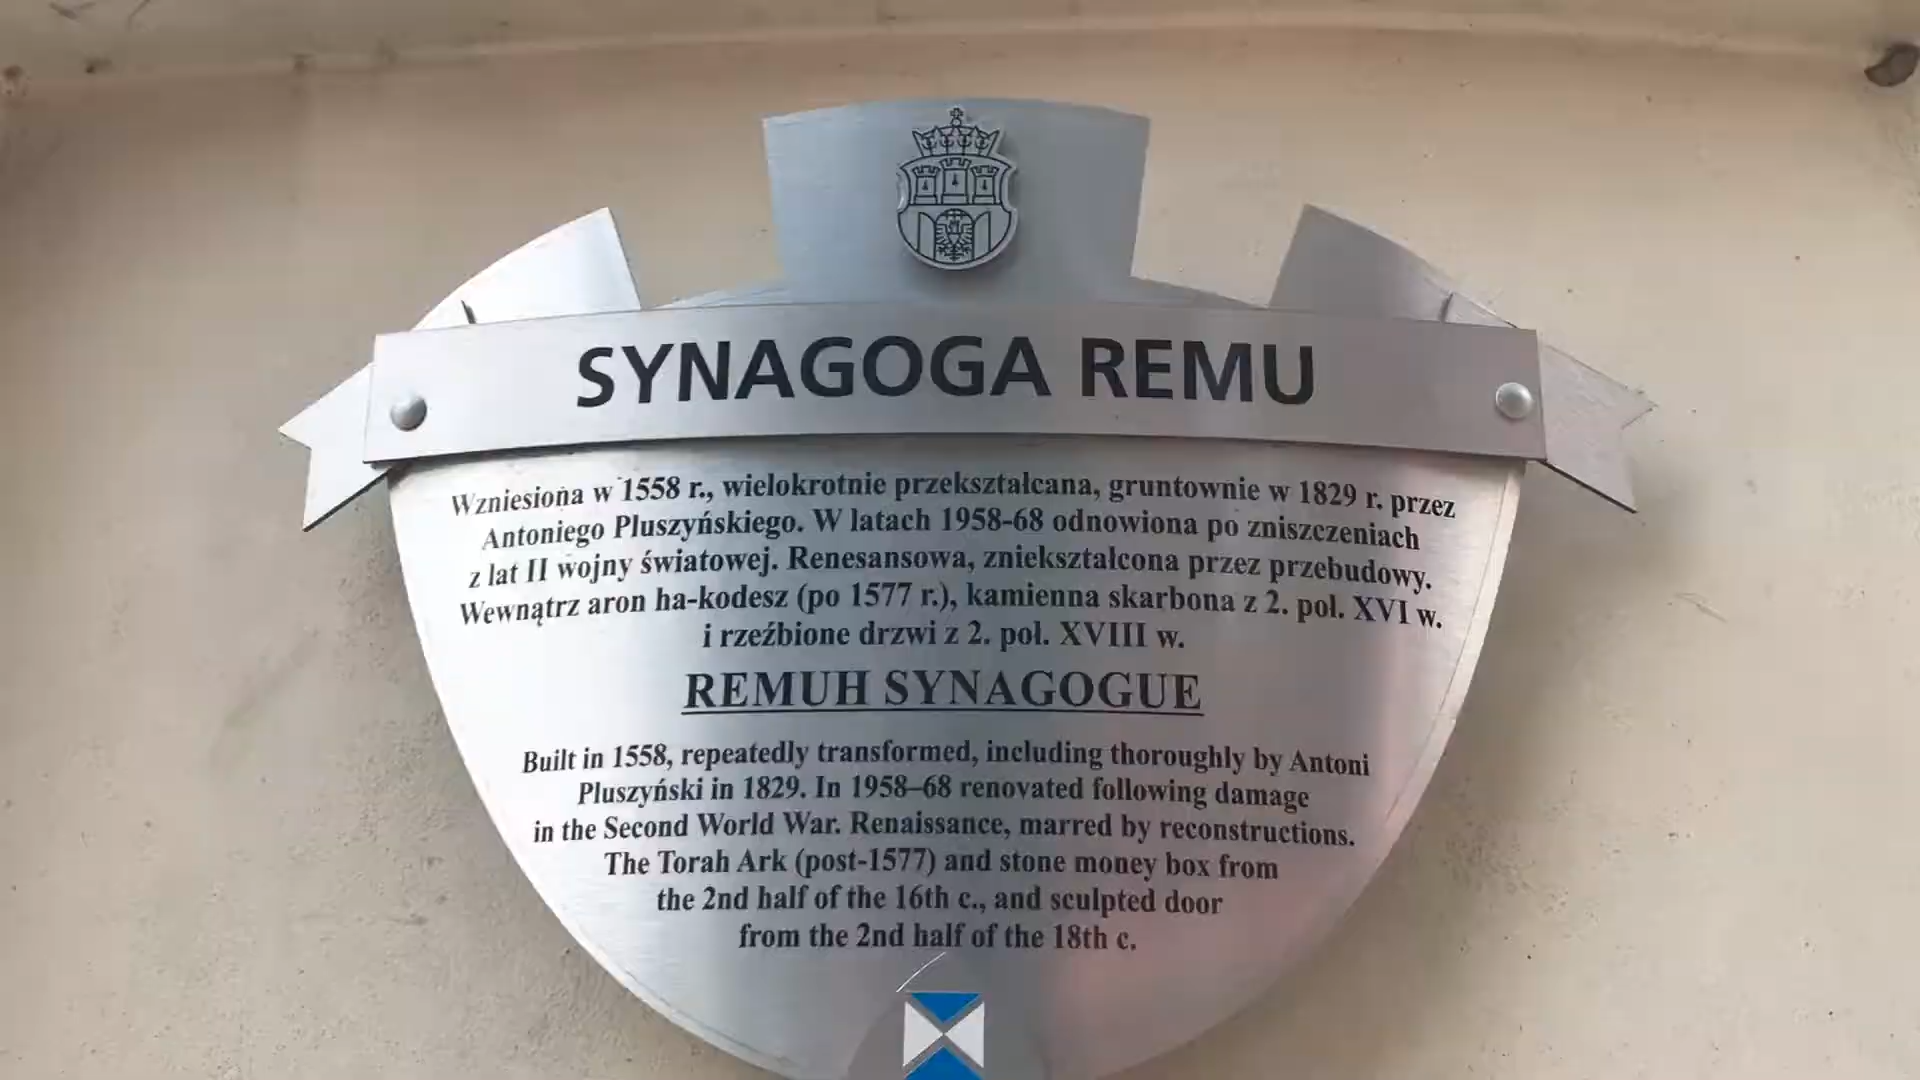 SYNAGOGA REMU
Wzniesiona w 1558 r., wielokrotnie przekształcana, gruntownie w 1829 r. przez
Antoniego Pluszyńskiego. W latach 1958-68 odnowiona po zniszczeniach
z lat II wojny światowej. Renesansowa, zniekształcona przez przebudowy.
Wewnątrz aron ha-kodesz (po 1577 r.), kamienna skarbona z 2. pol. XVI w.
i rzeźbione drzwi z 2. pol. XVIII w.
REMUH SYNAGOGUE
Built in 1558, repeatedly transformed, including thoroughly by Antoni
Pluszyński in 1829. In 1958–68 renovated following damage
in the Second World War. Renaissance, marred by reconstructions.
The Torah Ark (post-1577) and stone money box from
the 2nd half of the 16th c., and sculpted door
from the 2nd half of the 18th c.